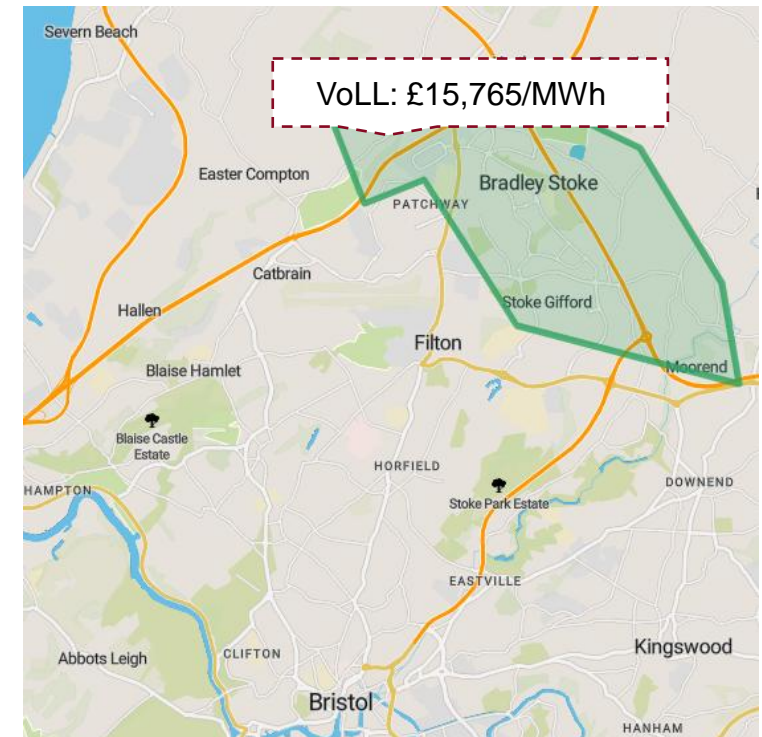 Severn Beach
VoLL: £15,765/MWh
Easter Compton
Bradley Stoke
PATCHWAY
Catbrain
Stoke Gifford
Hallen
Filton
Blaise Hamlet
Moorend
Blaise Castle
Estate
HORFIELD
DOWNEND
HAMPTON
Stoke Park Estate
EASTVILLE
Kingswood
Abbots Leigh
CLIFTON
Bristol
HANHAM